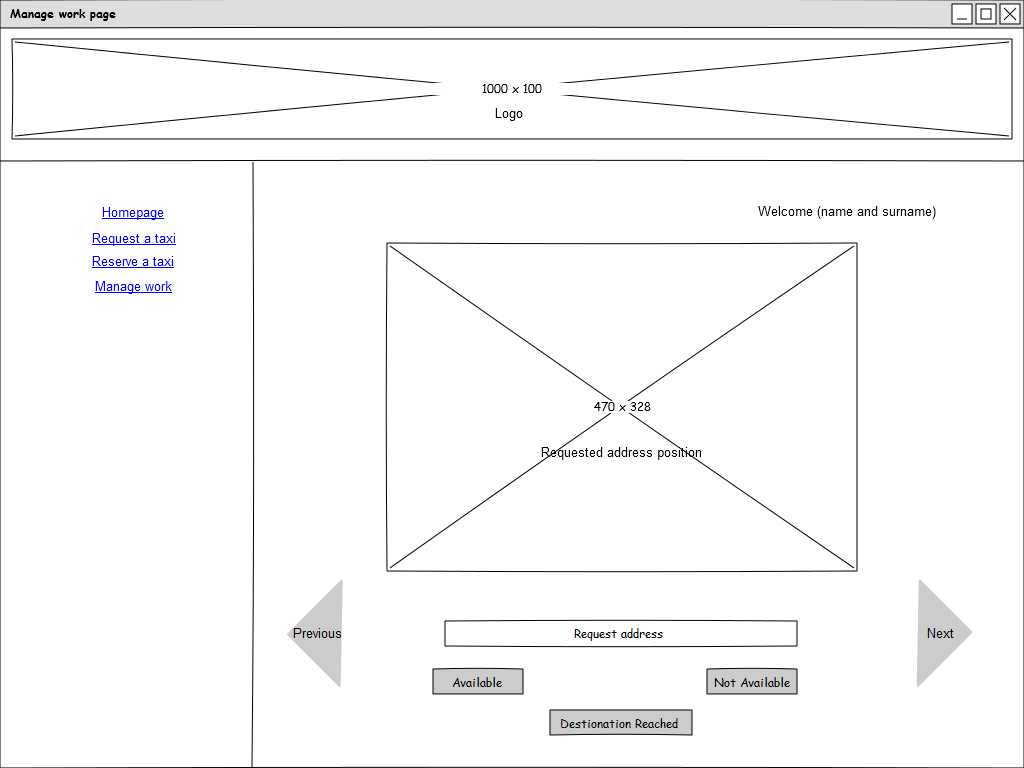 Manage work page
1000 x 100
Logo
Homepage
Request a taxi
Reserve a taxi
Manage work
Welcome (name and surname)
470 x 328
Requested address position
Previous
Request address
Next
Available
Not Available
Destionation Reached